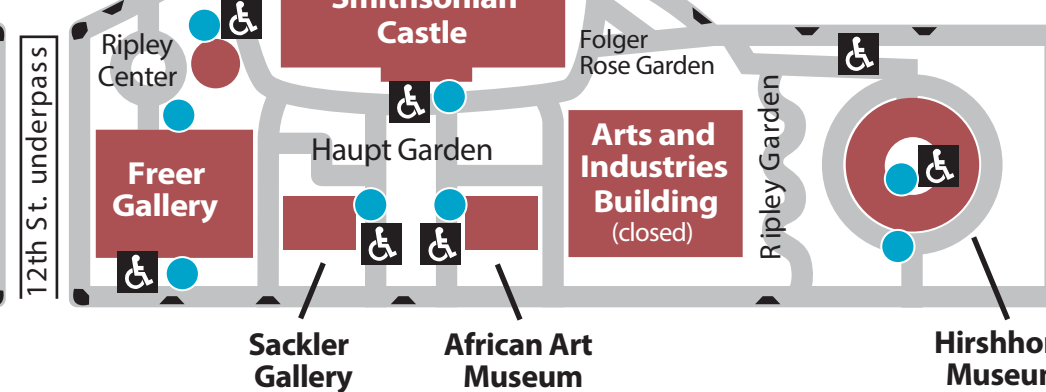 Smithsonian
Castle
Ripley
Center
Folger
Rose Garden
12th St. underpass
Haupt Garden
Freer
Gallery
Arts and
Industries
Building
(closed)
Ripley Garden
Sackler
Gallery
African Art
Museum